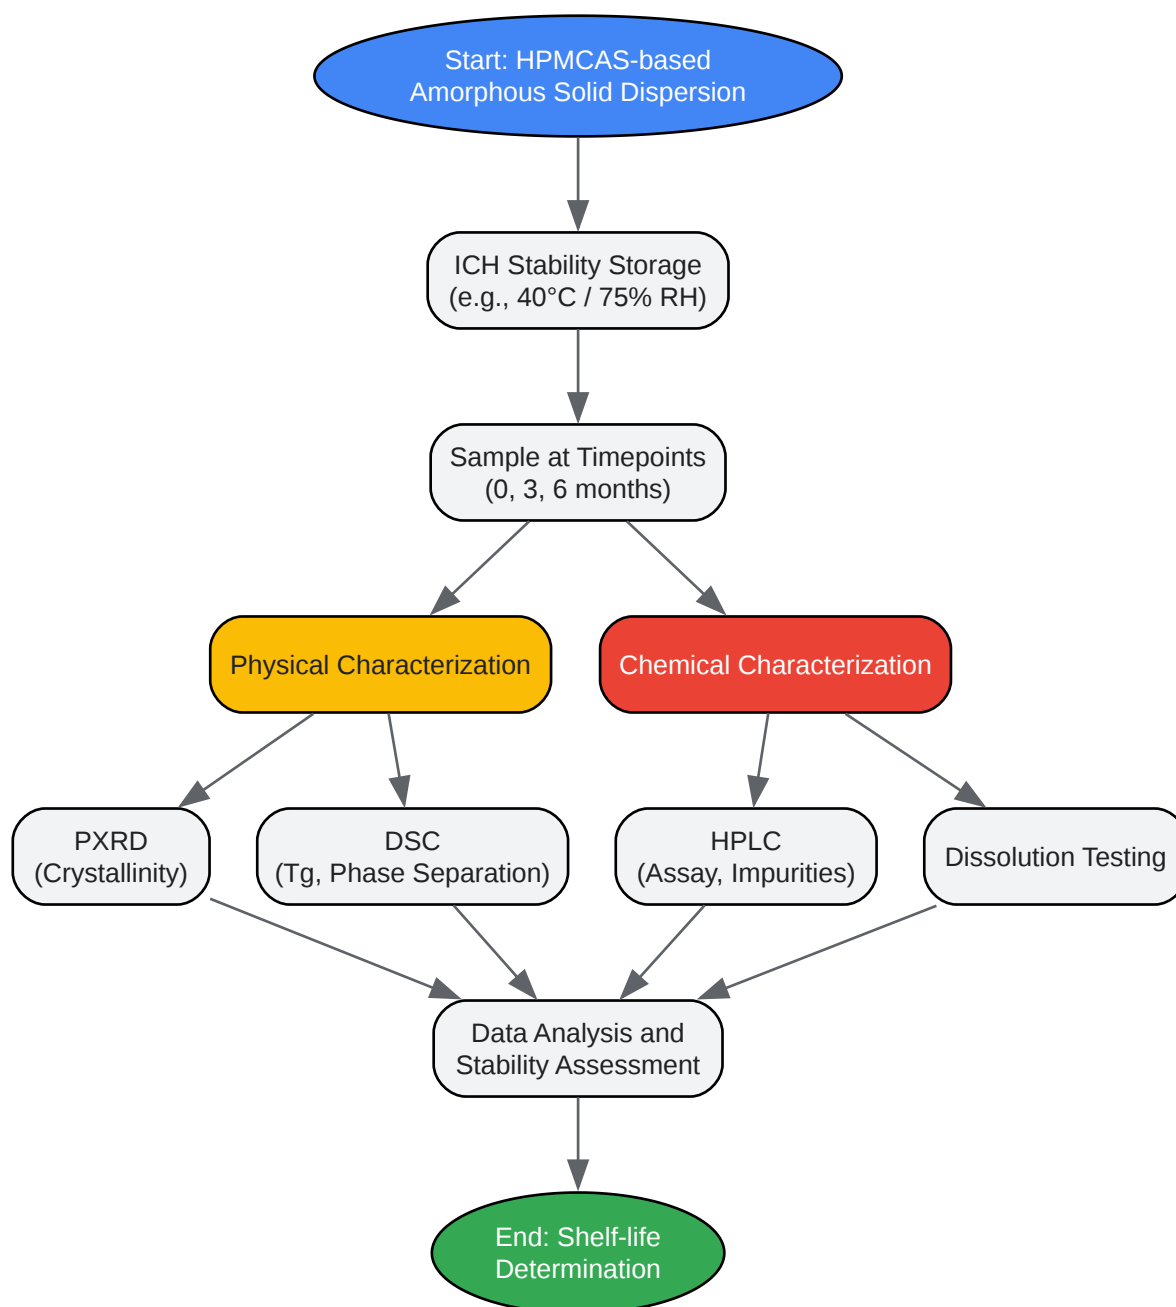 Start: HPMCAS-based
Amorphous Solid Dispersion
ICH Stability Storage
(e.g., 40°C / 75% RH)
Sample at Timepoints
(0, 3, 6 months)
Physical Characterization
Chemical Characterization
PXRD
(Crystallinity)
DSC
(Tg, Phase Separation)
HPLC
(Assay, Impurities)
Dissolution Testing
Data Analysis and
Stability Assessment
End: Shelf-life
Determination